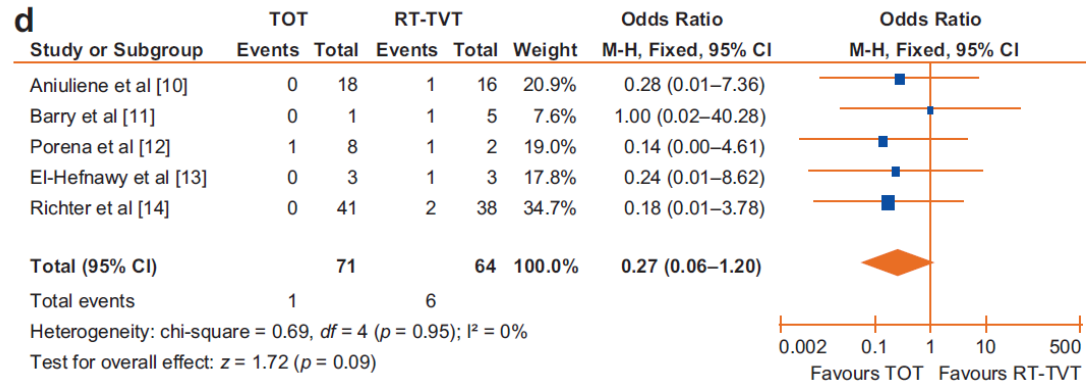 d
TOT RT-TVT Odds Ratio Odds Ratio
Study or Subgroup Events Total Events Total Weight M-H, Fixed, 95% CI M-H, Fixed, 95% CI
Aniuliene et al [10] 0 18 1 16 20.9% 0.28 (0.01–7.36)
Barry et al [11] 0 1 1 5 7.6% 1.00 (0.02–40.28)
Porena et al [12] 1 8 1 2 19.0% 0.14 (0.00–4.61)
El-Hefnawy et al [13] 0 3 1 3 17.8% 0.24 (0.01–8.62)
Richter et al [14] 0 41 2 38 34.7% 0.18 (0.01–3.78)
Total (95% CI) 71 64 100.0% 0.27 (0.06–1.20)
Total events 1 6
Heterogeneity: chi-square = 0.69, df = 4 (p = 0.95); I² = 0%
Test for overall effect: z = 1.72 (p = 0.09)
0.002 0.1 1 10 500
Favours TOT Favours RT-TVT